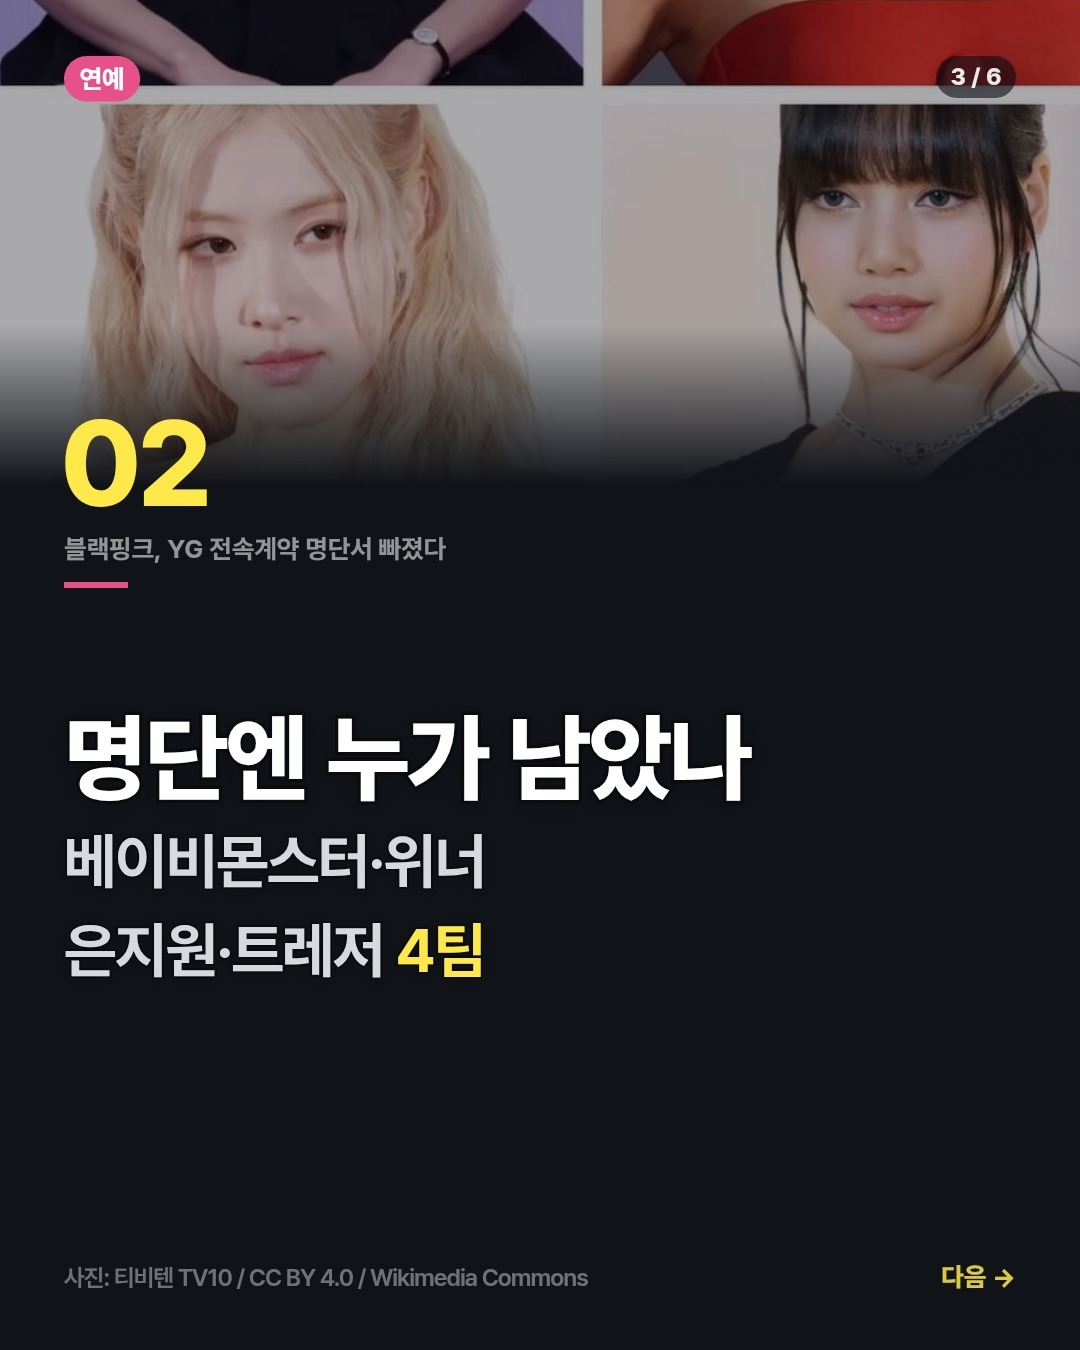 연예
3 / 6
02
블랙핑크, YG 전속계약 명단서 빠졌다
명단엔 누가 남았나
베이비몬스터·위너
은지원·트레저 4팀
사진: 티비텐 TV10 / CC BY 4.0 / Wikimedia Commons
다음 →